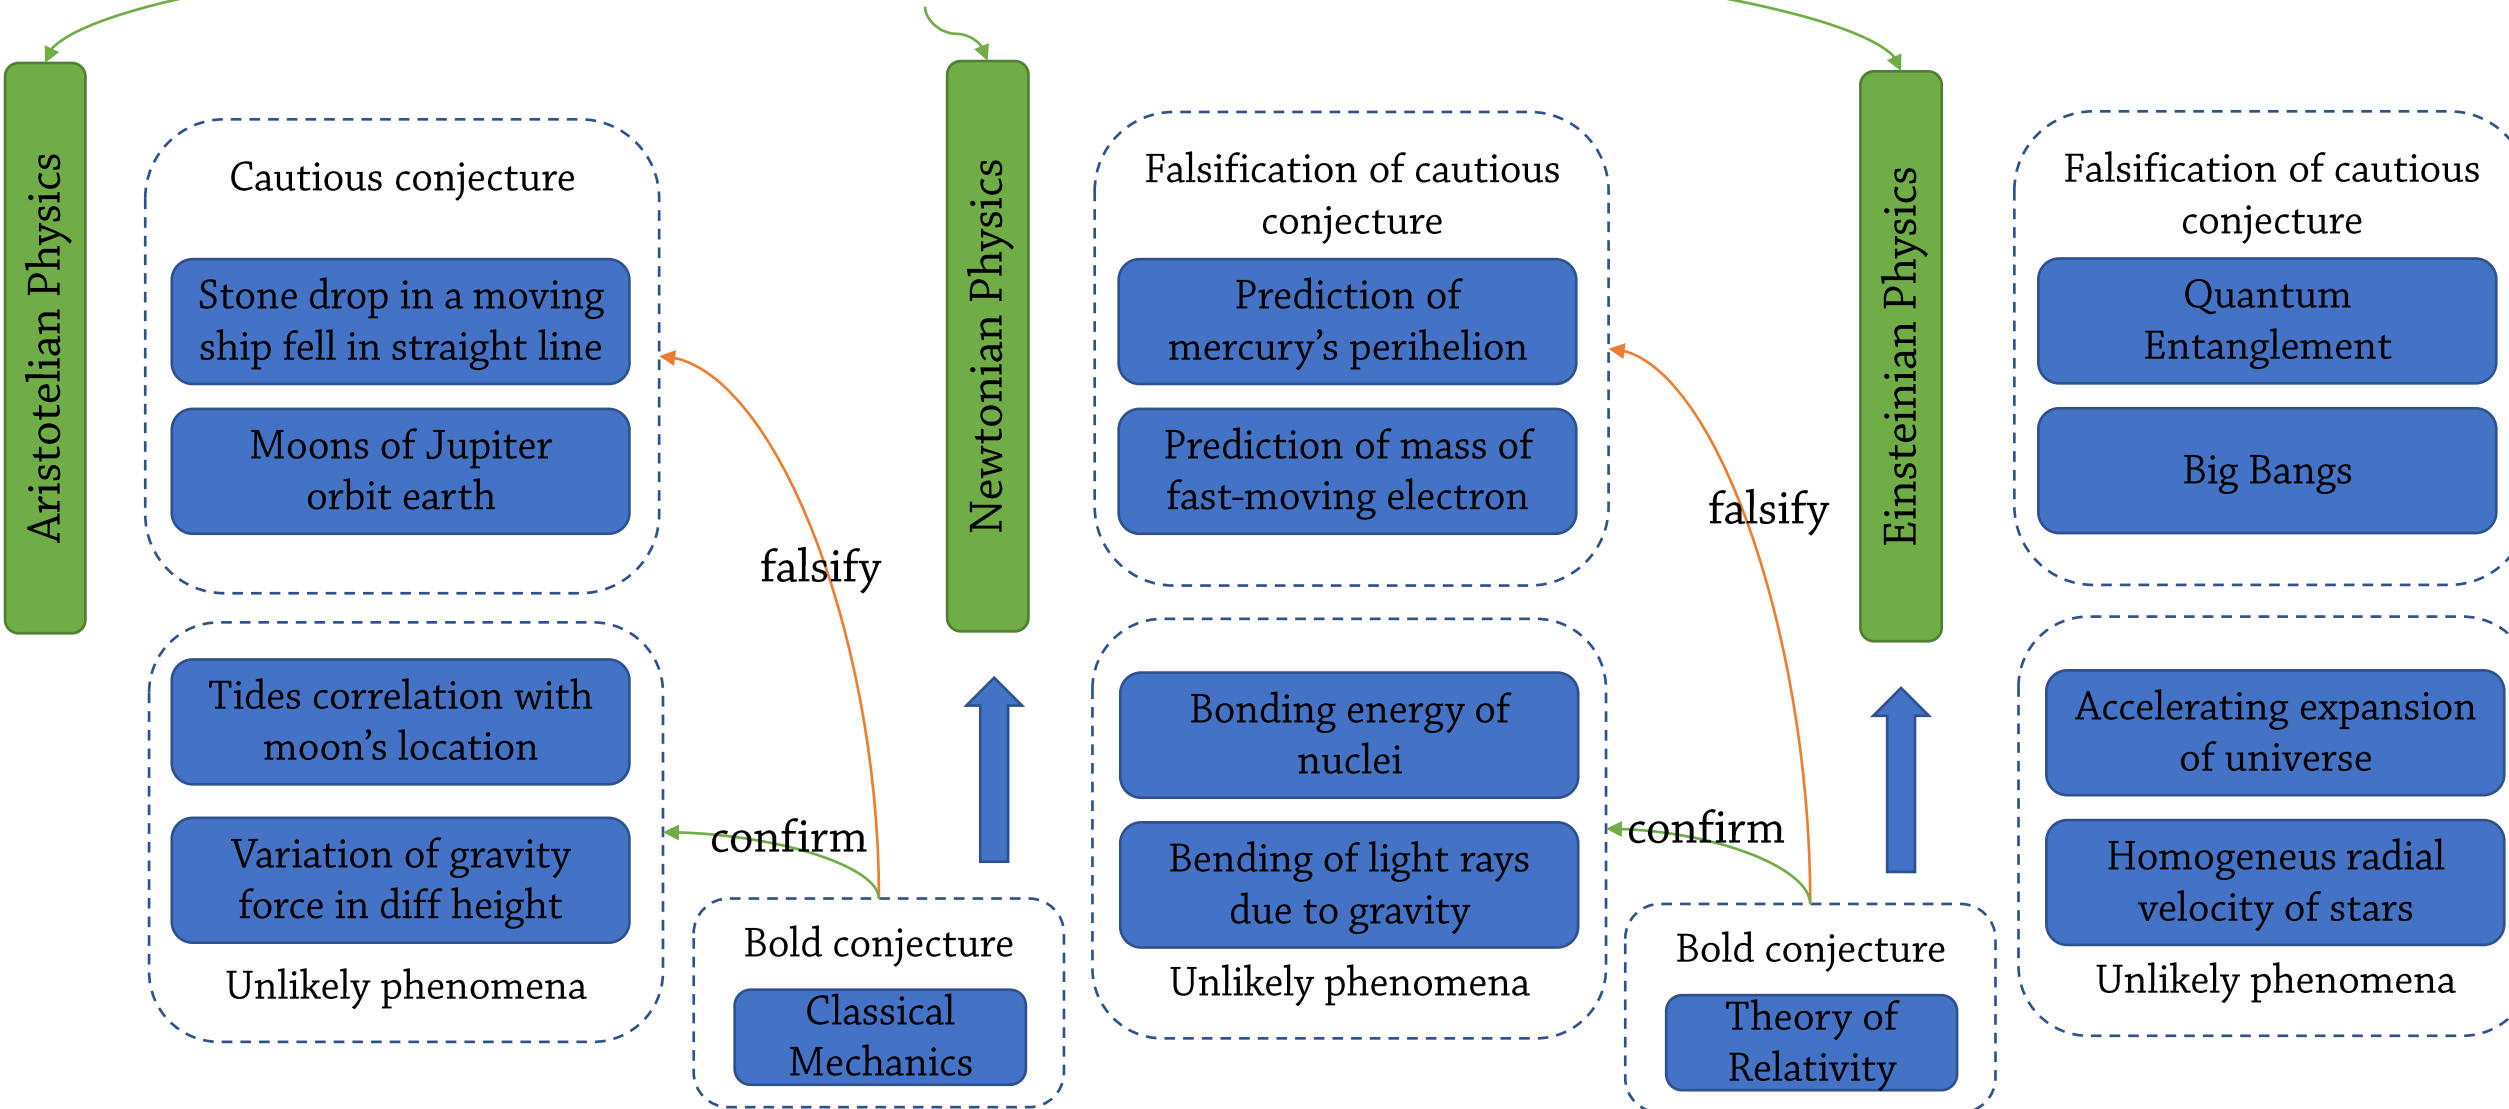 Aristotelian Physics
Cautious conjecture
Stone drop in a moving
ship fell in straight line
Moons of Jupiter
orbit earth
Tides correlation with
moon's location
Variation of gravity
force in diff height
Unlikely phenomena
falsify
confirm
Bold conjecture
Classical
Mechanics
Newtonian Physics
Falsification of cautious
conjecture
Prediction of
mercury's perihelion
Prediction of mass of
fast-moving electron
Bonding energy of
nuclei
Bending of light rays
due to gravity
Unlikely phenomena
falsify
confirm
Bold conjecture
Theory of
Relativity
Einsteinian Physics
Falsification of cautious
conjecture
Quantum
Entanglement
Big Bangs
Accelerating expansion
of universe
Homogeneus radial
velocity of stars
Unlikely phenomena